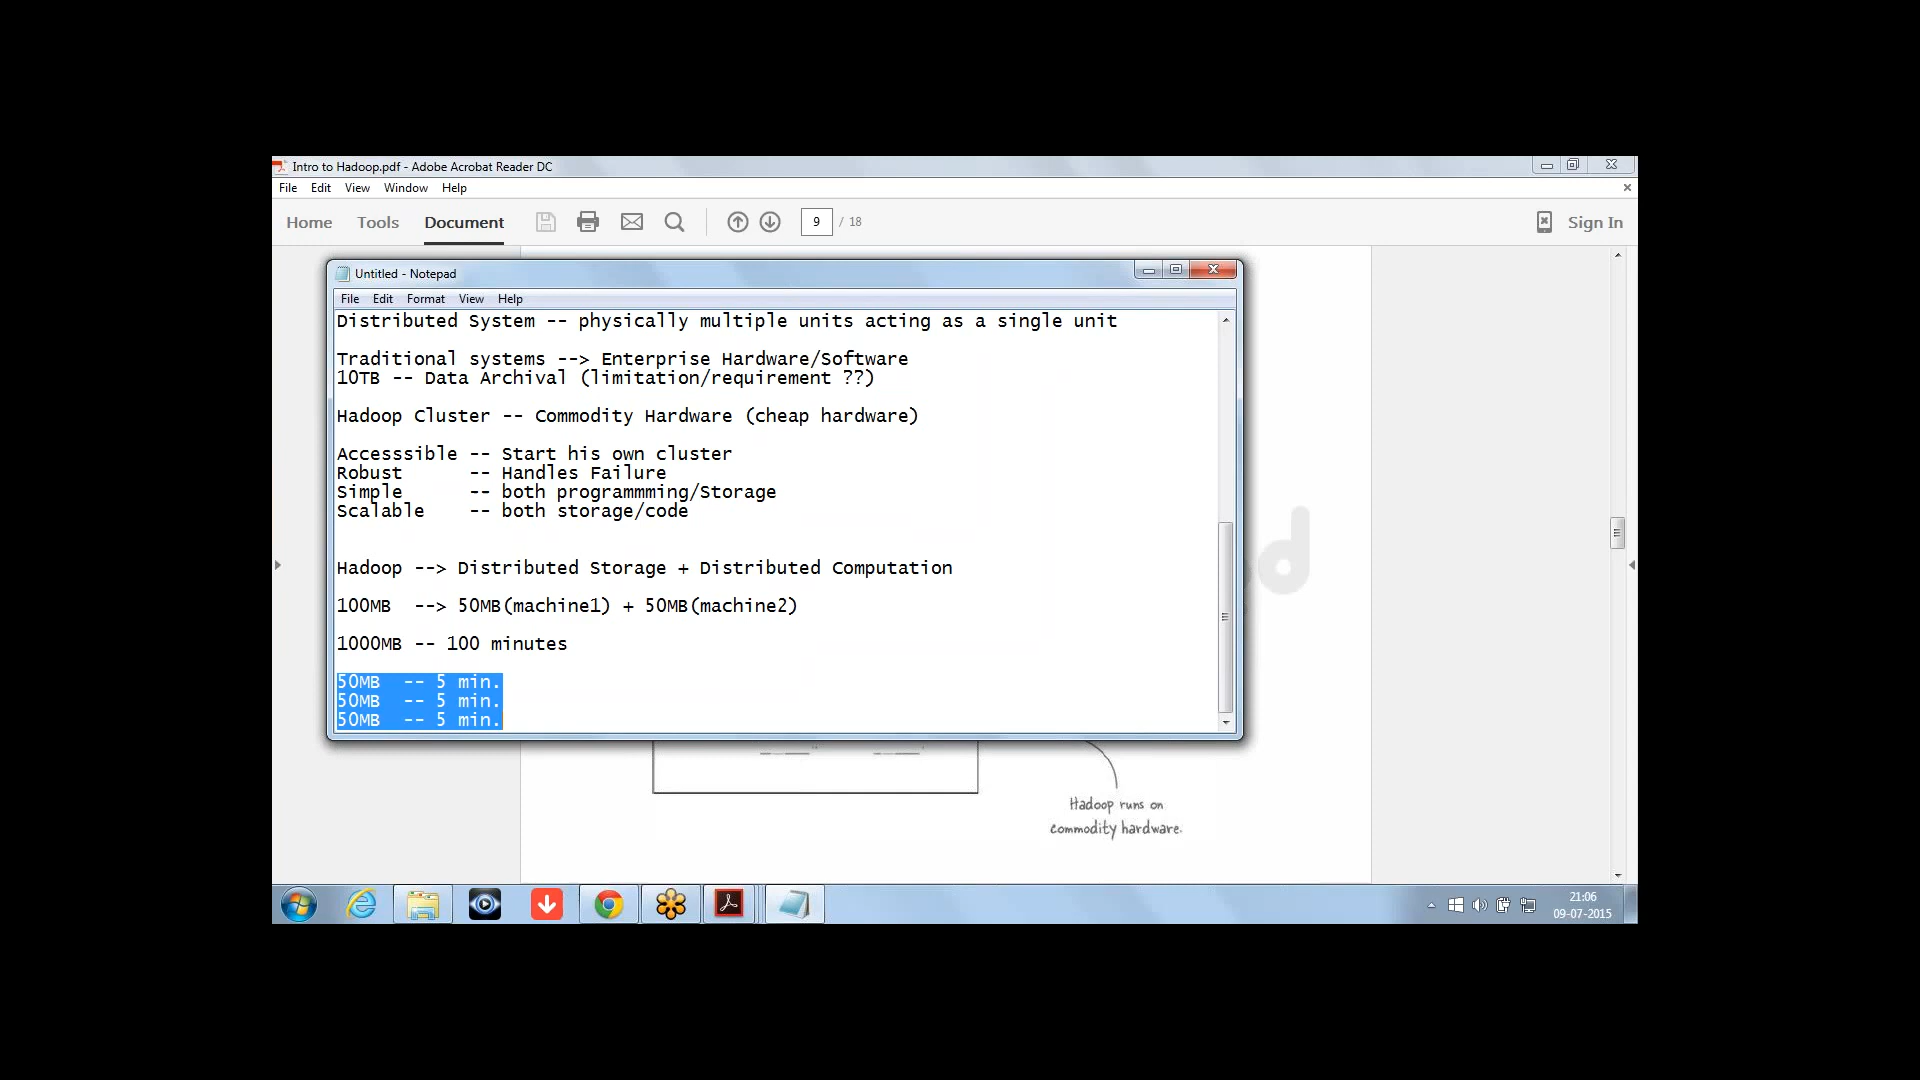 Intro to Hadoop.pdf - Adobe Acrobat Reader DC
File Edit View Window Help
Home Tools Document 9 / 18 Sign In
Untitled - Notepad
File Edit Format View Help
Distributed System -- physically multiple units acting as a single unit
Traditional systems --> Enterprise Hardware/Software
10TB -- Data Archival (limitation/requirement ??)
Hadoop Cluster -- Commodity Hardware (cheap hardware)
Accesssible -- Start his own cluster
Robust -- Handles Failure
Simple -- both programmming/Storage
Scalable -- both storage/code
Hadoop --> Distributed Storage + Distributed Computation
100MB --> 50MB(machine1) + 50MB(machine2)
1000MB -- 100 minutes
50MB -- 5 min.
50MB -- 5 min.
50MB -- 5 min.
Hadoop runs on
commodity hardware.
21:06
09-07-2015